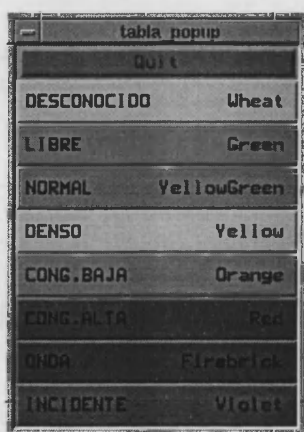 tabla_popup
Quit
DESCONOCIDO Wheat
LIBRE Green
NORMAL YellowGreen
DENSO Yellow
CONG.BAJA Orange
CONG.ALTA Red
ONDA Firebrick
INCIDENTE Violet